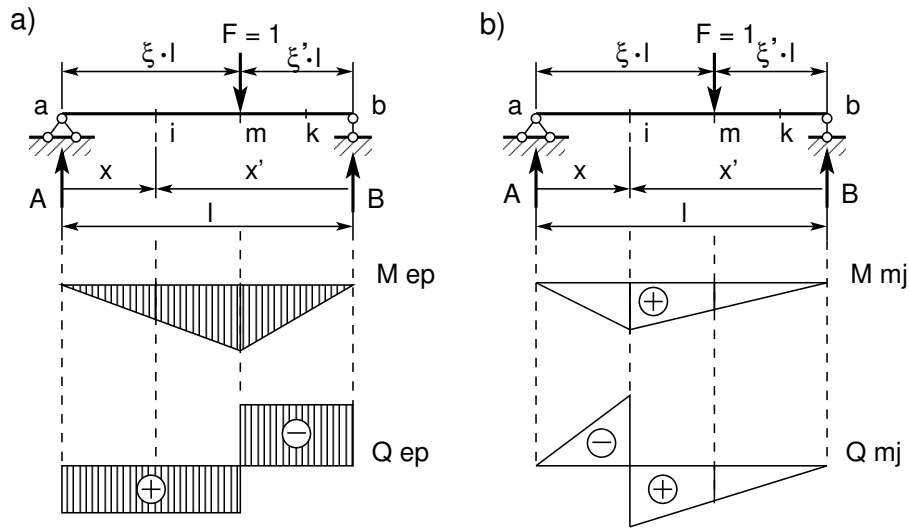 a)
F = 1
ξ·l ξ'·l
a b
i m k
x x'
A B
l
M ep
Q ep
b)
F = 1
ξ·l ξ'·l
a b
i m k
x x'
A B
l
M mj
Q mj